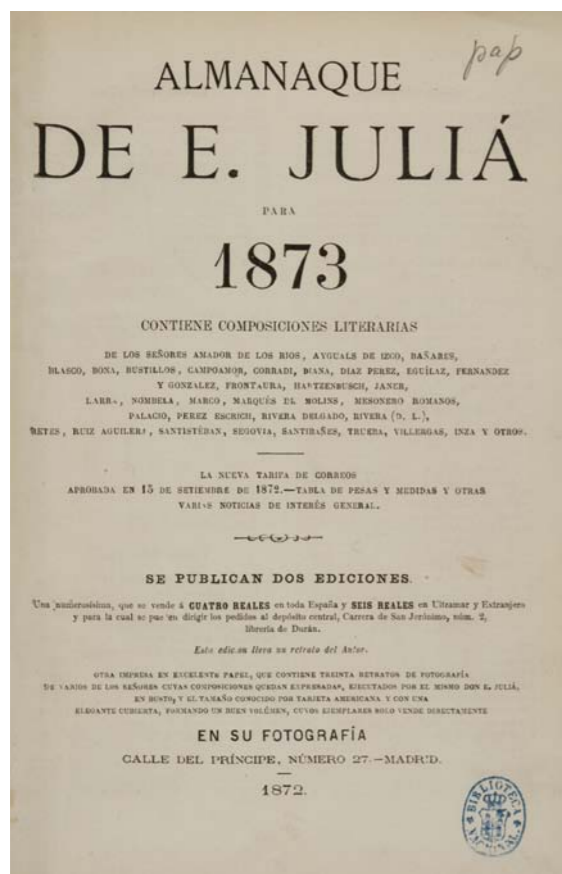 pap
ALMANAQUE
DE E. JULIÁ
PARA
1873
CONTIENE COMPOSICIONES LITERARIAS
DE LOS SEÑORES AMADOR DE LOS RIOS, AYGUALS DE IZCO, BAÑARES,
BLASCO, BONA, BUSTILLOS, CAMPOAMOR, CORRADI, DIANA, DIAZ PEREZ, EGUÍLAZ, FERNANDEZ
Y GONZALEZ, FRONTAURA, HARTZENBUSCH, JANER,
LARRA, NOMBELA, MARCO, MARQUÉS DE MOLINS, MESONERO ROMANOS,
PALACIO, PEREZ ESCRICH, RIVERA DELGADO, RIVERA (D. L.),
RETES, RUIZ AGUILERA, SANTISTÉBAN, SEGOVIA, SANTIBAÑES, TRUEBA, VILLERGAS, INZA Y OTROS.
LA NUEVA TARIFA DE CORREOS
APROBADA EN 15 DE SETIEMBRE DE 1872.—TABLA DE PESAS Y MEDIDAS Y OTRAS
VARIAS NOTICIAS DE INTERÉS GENERAL.
SE PUBLICAN DOS EDICIONES.
Una numerosísima, que se vende á CUATRO REALES en toda España y SEIS REALES en Ultramar y Extranjero
y para la cual se pueden dirigir los pedidos al depósito central, Carrera de San Jerónimo, núm. 2,
librería de Durán.
Esta edicion lleva un retrato del Autor.
OTRA IMPRESA EN EXCELENTE PAPEL, QUE CONTIENE TREINTA RETRATOS DE FOTOGRAFÍA
DE VARIOS DE LOS SEÑORES CUYAS COMPOSICIONES QUEDAN EXPRESADAS, EJECUTADOS POR EL MISMO DON E. JULIÁ,
EN BUSTO, Y EL TAMAÑO CONOCIDO POR TARJETA AMERICANA Y CON UNA
ELEGANTE CUBIERTA, FORMANDO UN BUEN VOLÚMEN, CUYOS EJEMPLARES SOLO VENDE DIRECTAMENTE
EN SU FOTOGRAFÍA
CALLE DEL PRÍNCIPE, NÚMERO 27.—MADRID.
1872.
BIBLIOTECA NACIONAL